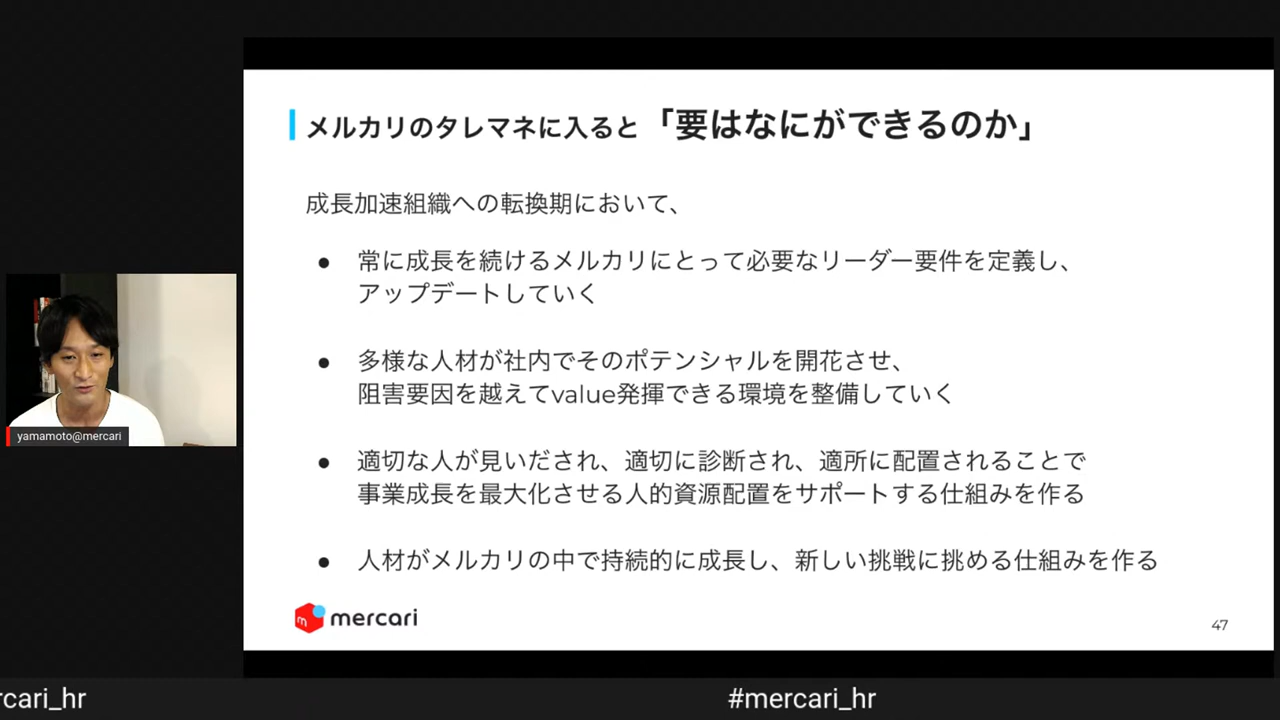 メルカリのタレマネに入ると「要はなにができるのか」
成長加速組織への転換期において、
● 常に成長を続けるメルカリにとって必要なリーダー要件を定義し、
アップデートしていく
● 多様な人材が社内でそのポテンシャルを開花させ、
阻害要因を越えてvalue発揮できる環境を整備していく
● 適切な人が見いだされ、適切に診断され、適所に配置されることで
事業成長を最大化させる人的資源配置をサポートする仕組みを作る
● 人材がメルカリの中で持続的に成長し、新しい挑戦に挑める仕組みを作る
m mercari
47
yamamoto@mercari
rcari_hr
#mercari_hr